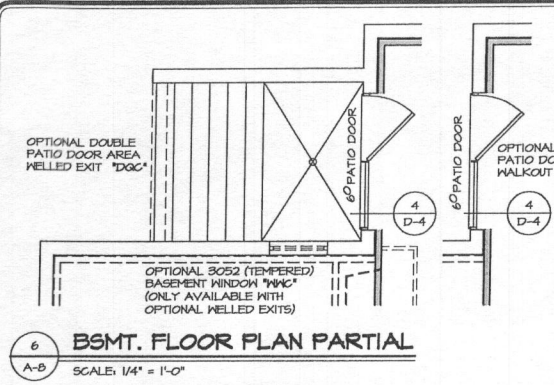 OPTIONAL DOUBLE
PATIO DOOR AREA
WELLED EXIT "DGC"
6⁰ PATIO DOOR
4
D-4
6⁰ PATIO DOOR
OPTIONAL
PATIO DO
WALKOUT
4
D-4
OPTIONAL 3052 (TEMPERED)
BASEMENT WINDOW "WWC"
(ONLY AVAILABLE WITH
OPTIONAL WELLED EXITS)
6
A-8
BSMT. FLOOR PLAN PARTIAL
SCALE: 1/4" = 1'-0"